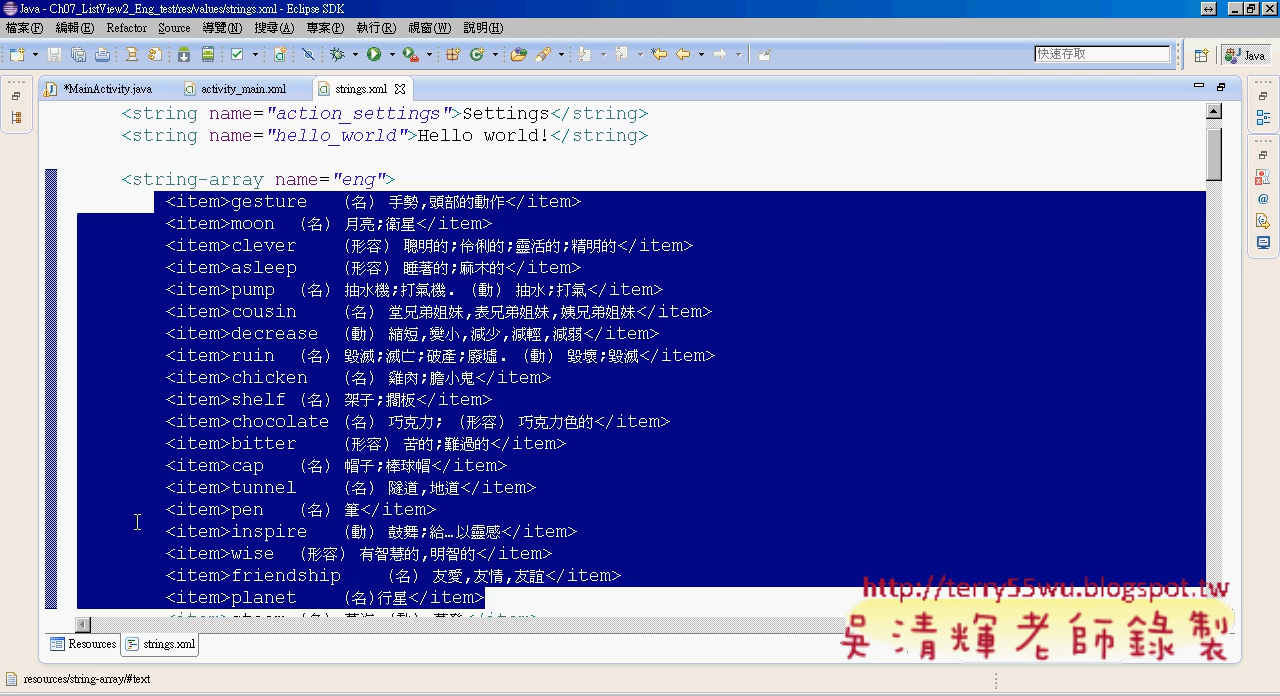 Java - Ch07_ListView2_Eng_test/res/values/strings.xml - Eclipse SDK
檔案(F) 編輯(E) Refactor Source 導覽(N) 搜尋(A) 專案(P) 執行(R) 視窗(W) 說明(H)
快速存取
Java
*MainActivity.java activity_main.xml strings.xml
<string name="action_settings">Settings</string>
<string name="hello_world">Hello world!</string>
<string-array name="eng">
<item>gesture (名) 手勢,頭部的動作</item>
<item>moon (名) 月亮;衛星</item>
<item>clever (形容) 聰明的;伶俐的;靈活的;精明的</item>
<item>asleep (形容) 睡著的;麻木的</item>
<item>pump (名) 抽水機;打氣機. (動) 抽水;打氣</item>
<item>cousin (名) 堂兄弟姐妹,表兄弟姐妹,姨兄弟姐妹</item>
<item>decrease (動) 縮短,變小,減少,減輕,減弱</item>
<item>ruin (名) 毀滅;滅亡;破產;廢墟. (動) 毀壞;毀滅</item>
<item>chicken (名) 雞肉;膽小鬼</item>
<item>shelf (名) 架子;擱板</item>
<item>chocolate (名) 巧克力; (形容) 巧克力色的</item>
<item>bitter (形容) 苦的;難過的</item>
<item>cap (名) 帽子;棒球帽</item>
<item>tunnel (名) 隧道,地道</item>
<item>pen (名) 筆</item>
<item>inspire (動) 鼓舞;給…以靈感</item>
<item>wise (形容) 有智慧的,明智的</item>
<item>friendship (名) 友愛,友情,友誼</item>
<item>planet (名)行星</item>
http://terry55wu.blogspot.tw
吳清輝老師錄製
Resources strings.xml
resources/string-array/#text